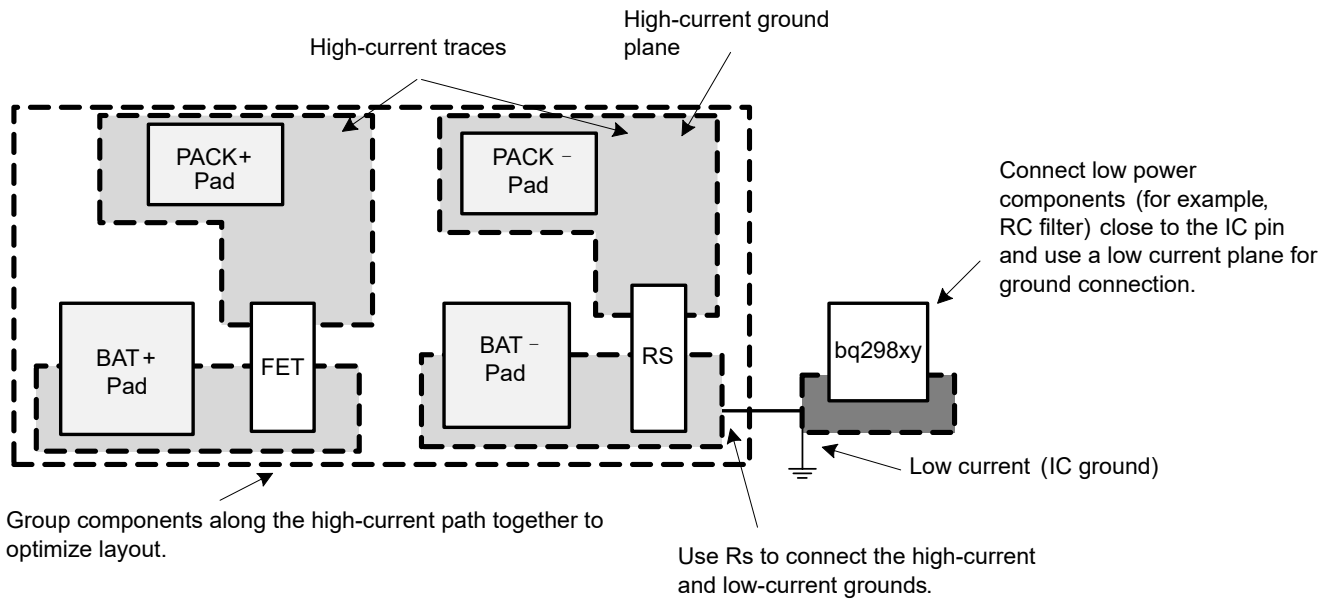 High-current ground
plane
High-current traces
PACK+
Pad
PACK –
Pad
Connect low power
components (for example,
RC filter) close to the IC pin
and use a low current plane for
ground connection.
BAT+
Pad
FET
BAT –
Pad
RS
bq298xy
Low current (IC ground)
Group components along the high-current path together to
optimize layout.
Use Rs to connect the high-current
and low-current grounds.